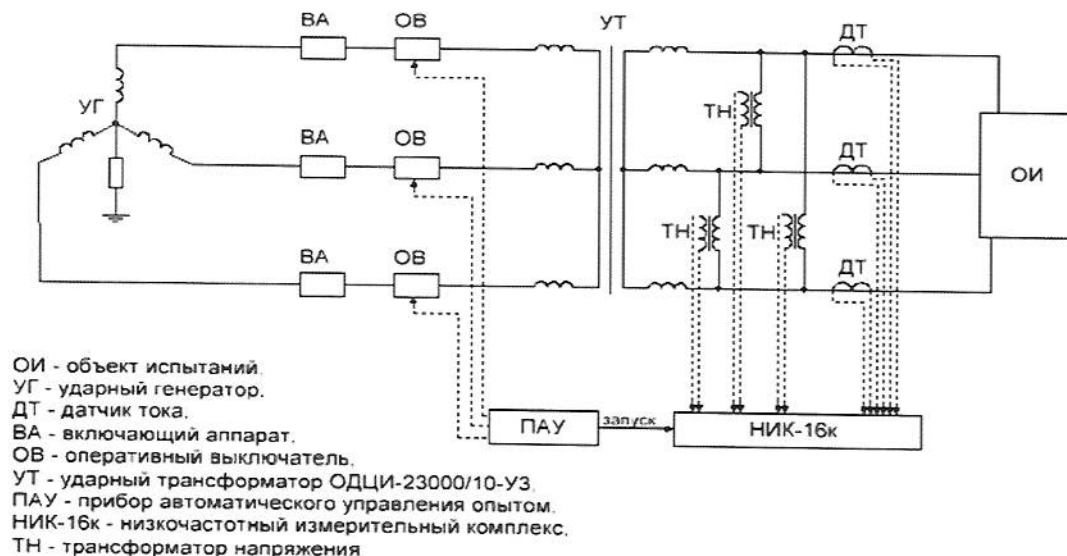 ВА
ОВ
УТ
ДТ
УГ
ТН
ВА
ОВ
ДТ
ОИ
ТН
ТН
ВА
ОВ
ДТ
ПАУ
запуск
НИК-16к
ОИ - объект испытаний.
УГ - ударный генератор.
ДТ - датчик тока.
ВА - включающий аппарат.
ОВ - оперативный выключатель.
УТ - ударный трансформатор ОДЦИ-23000/10-У3.
ПАУ - прибор автоматического управления опытом.
НИК-16к - низкочастотный измерительный комплекс.
ТН - трансформатор напряжения